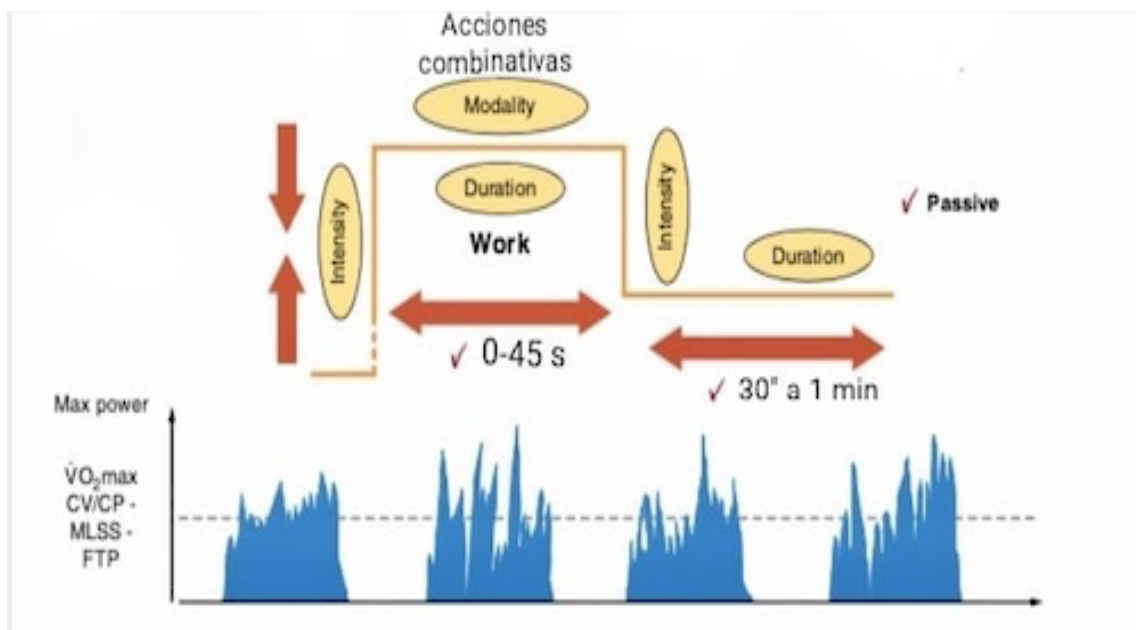 Acciones
combinativas
Modality
Intensity
Duration
Work
Intensity
✓ Passive
Duration
✓ 0-45 s
✓ 30" a 1 min
Max power
V̇O₂max
CV/CP -
MLSS -
FTP